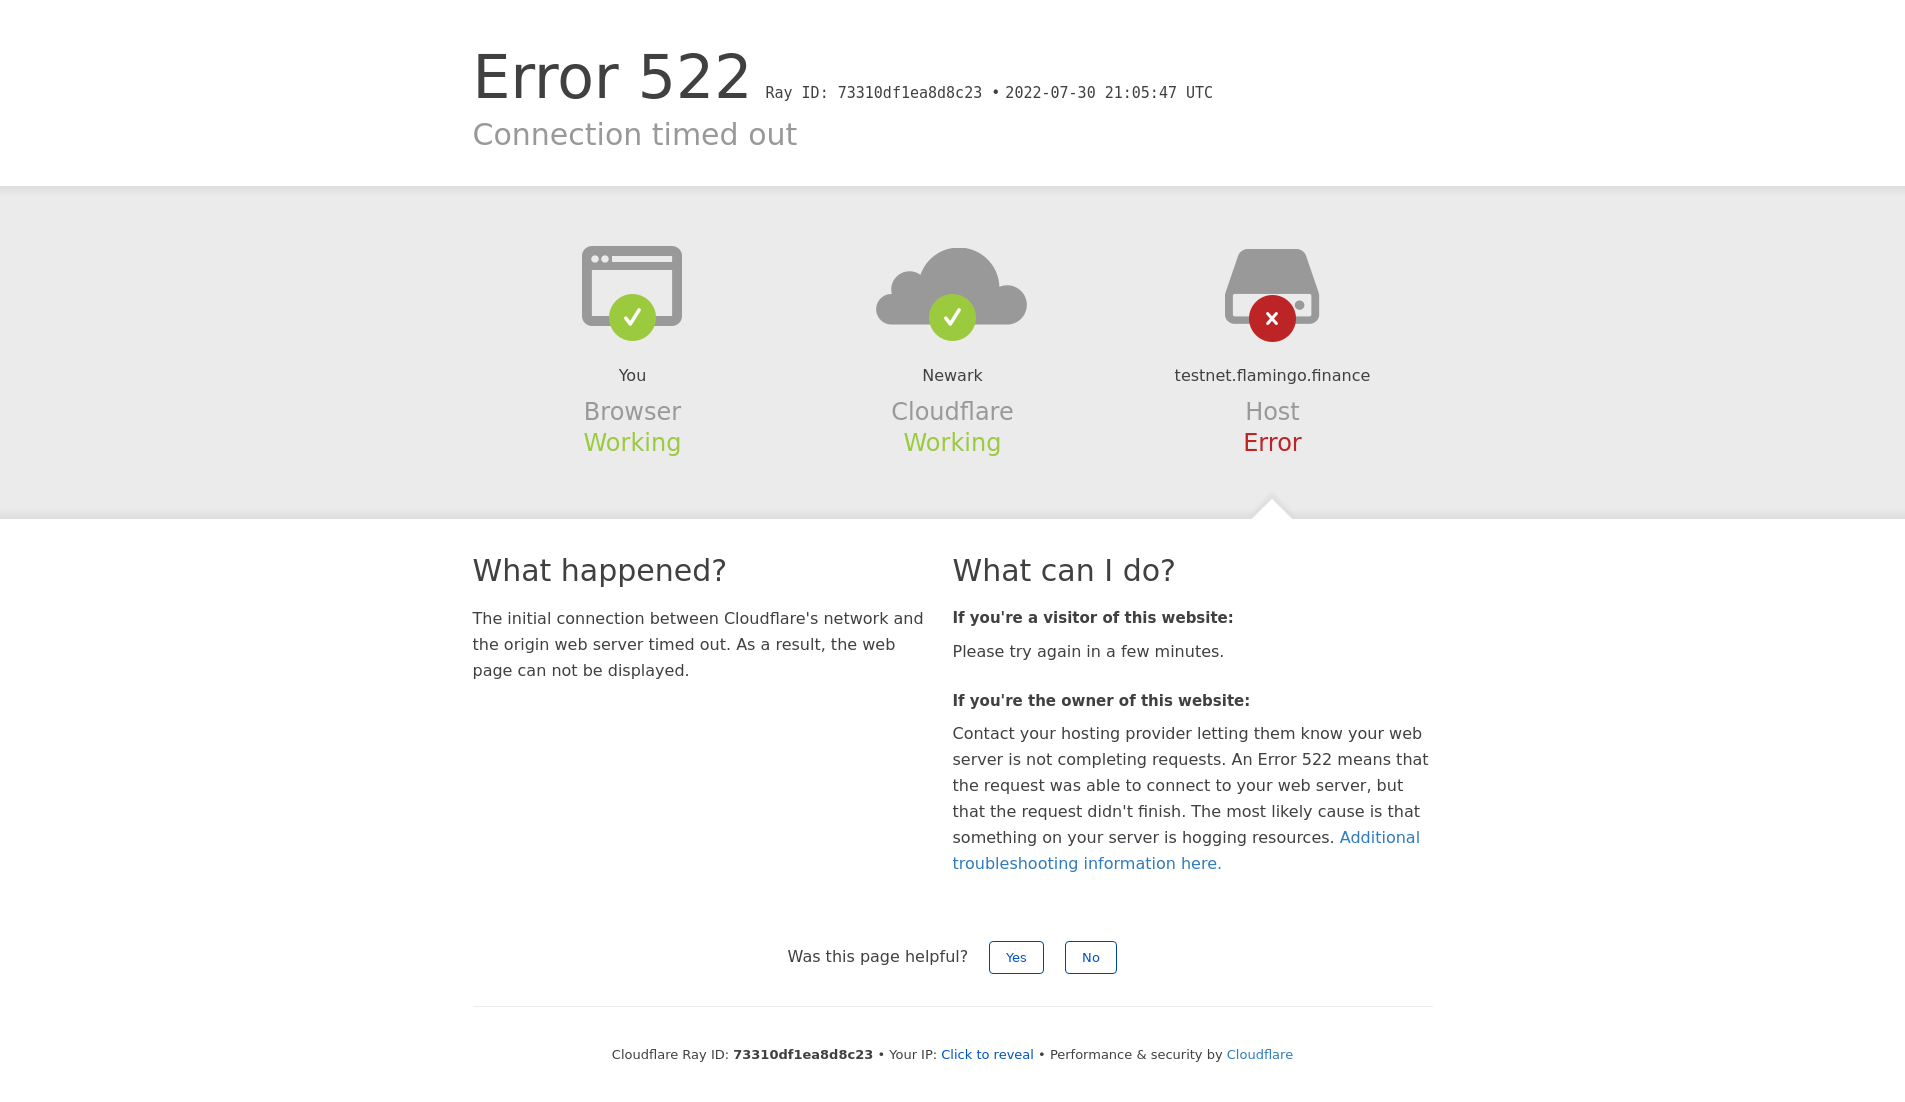 Error 522 Ray ID: 73310df1ea8d8c23 • 2022-07-30 21:05:47 UTC
Connection timed out
You
Browser
Working
Newark
Cloudflare
Working
testnet.flamingo.finance
Host
Error
What happened?
The initial connection between Cloudflare's network and
the origin web server timed out. As a result, the web
page can not be displayed.
What can I do?
If you're a visitor of this website:
Please try again in a few minutes.
If you're the owner of this website:
Contact your hosting provider letting them know your web
server is not completing requests. An Error 522 means that
the request was able to connect to your web server, but
that the request didn't finish. The most likely cause is that
something on your server is hogging resources. Additional
troubleshooting information here.
Was this page helpful? Yes No
Cloudflare Ray ID: 73310df1ea8d8c23 • Your IP: Click to reveal • Performance & security by Cloudflare